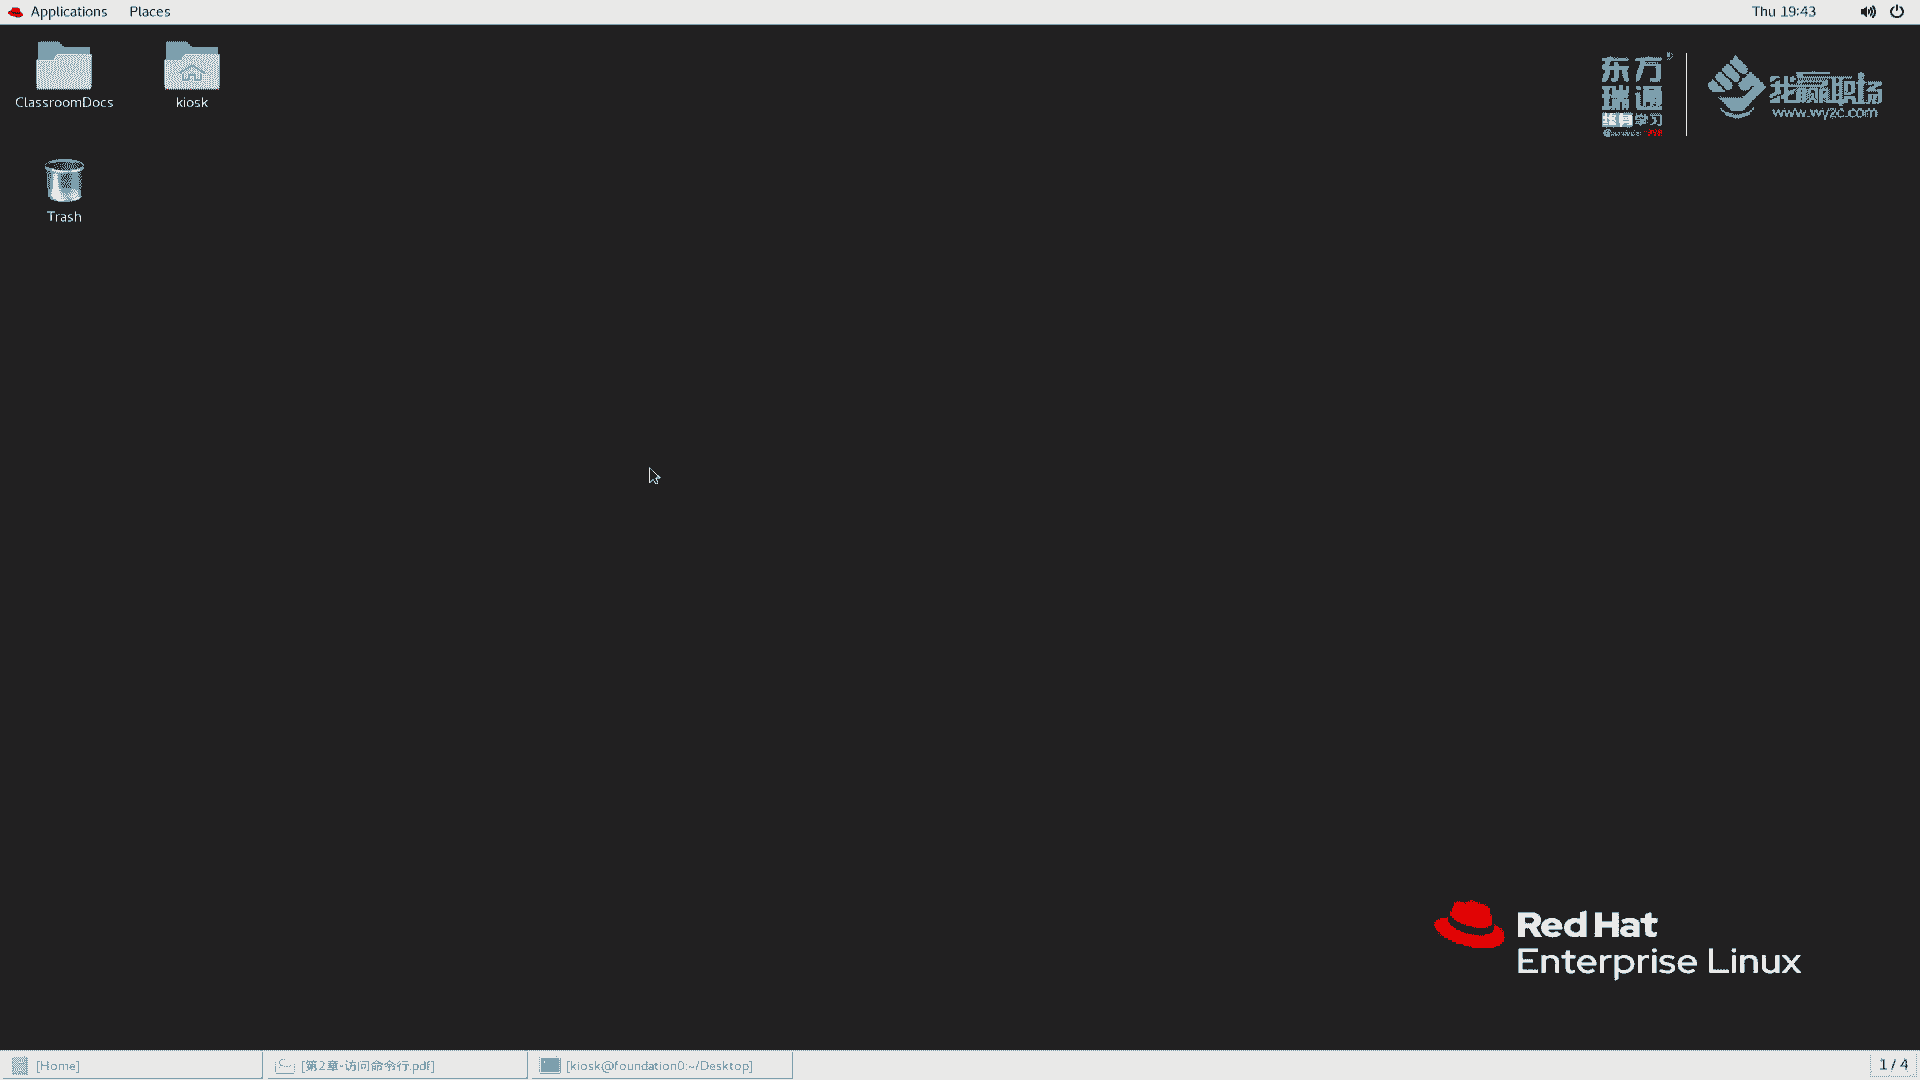 Applications Places Thu 19:43
ClassroomDocs kiosk
Trash
东方
瑞通
终身学习
我赢职场
www.wyzc.com
Red Hat
Enterprise Linux
[Home] [第2章-访问命令行.pdf] [kiosk@foundation0:~/Desktop] 1 / 4